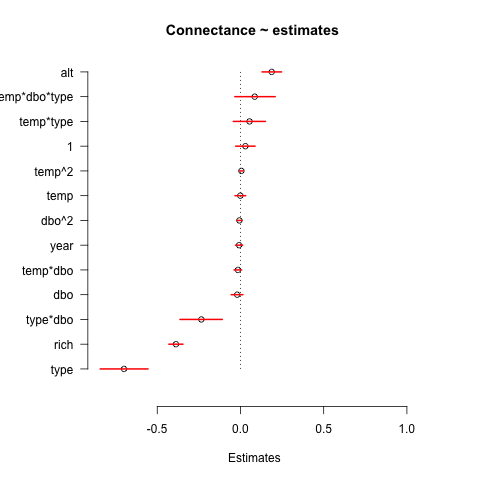 Connectance ~ estimates
alt
emp*dbo*type
temp*type
1
temp^2
temp
dbo^2
year
temp*dbo
dbo
type*dbo
rich
type
-0.5 0.0 0.5 1.0
Estimates